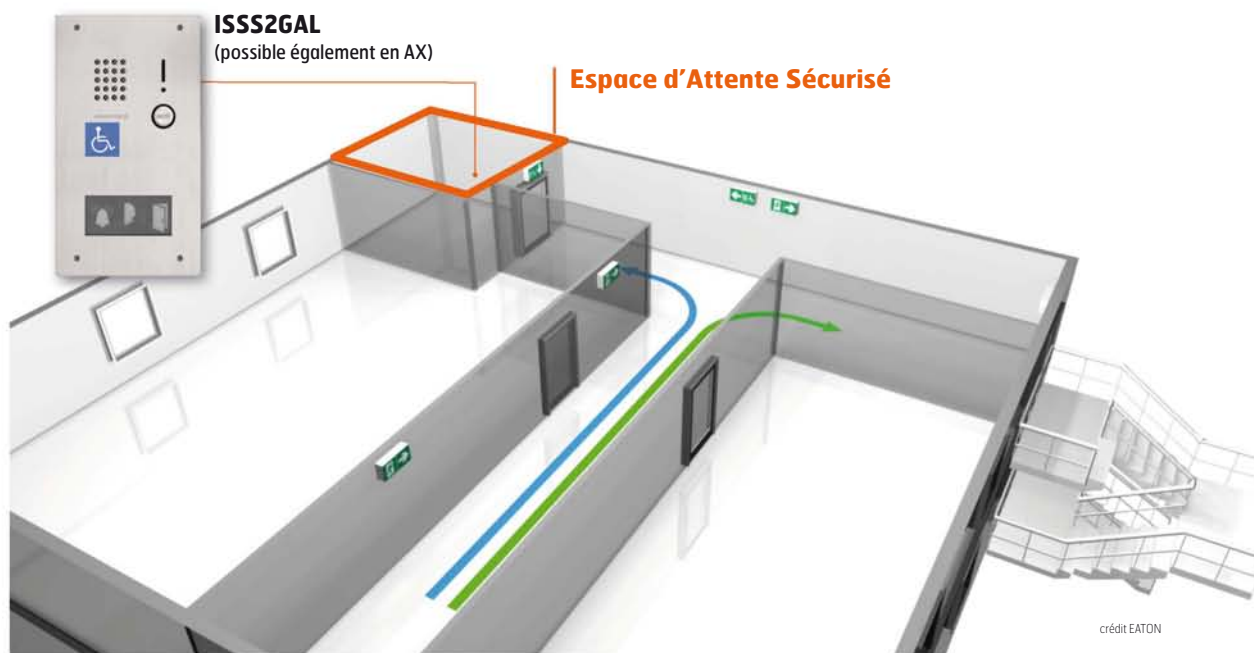 ISSS2GAL
(possible également en AX)
Espace d'Attente Sécurisé
crédit EATON